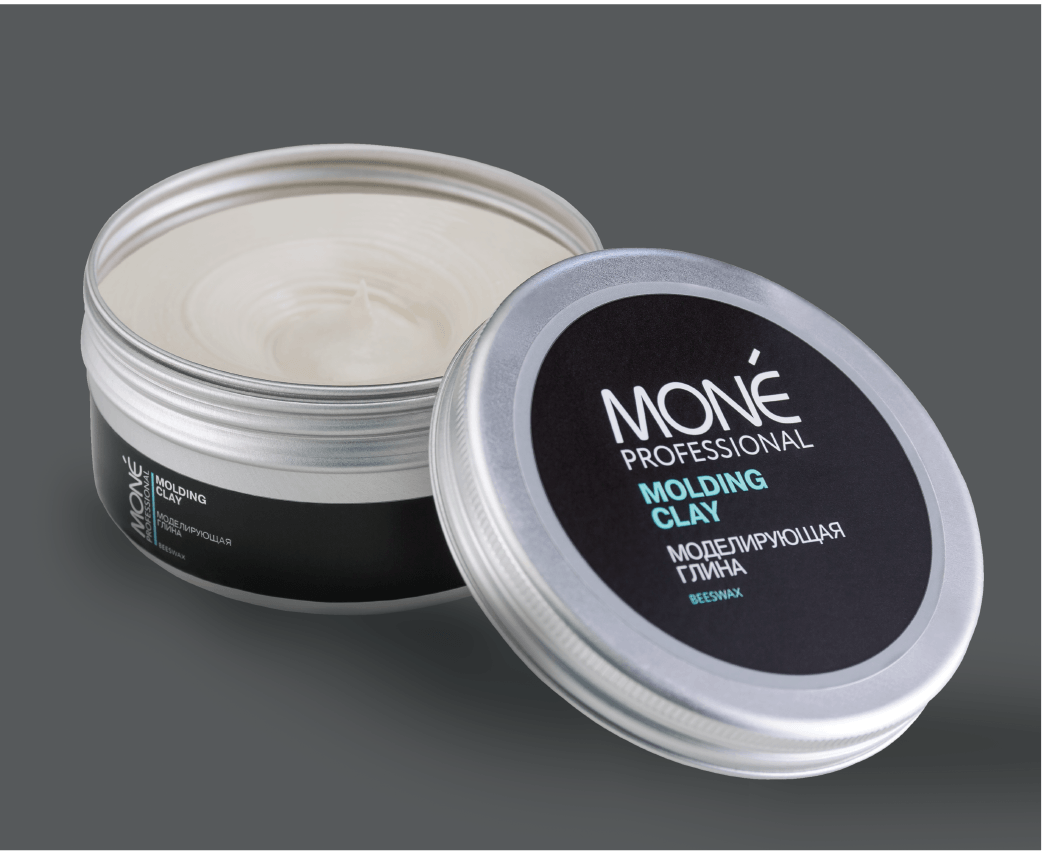 MONÉ
PROFESSIONAL
MOLDING
CLAY
МОДЕЛИРУЮЩАЯ
ГЛИНА
BEESWAX
MONÉ
PROFESSIONAL
MOLDING
CLAY
МОДЕЛИРУЮЩАЯ
ГЛИНА
BEESWAX